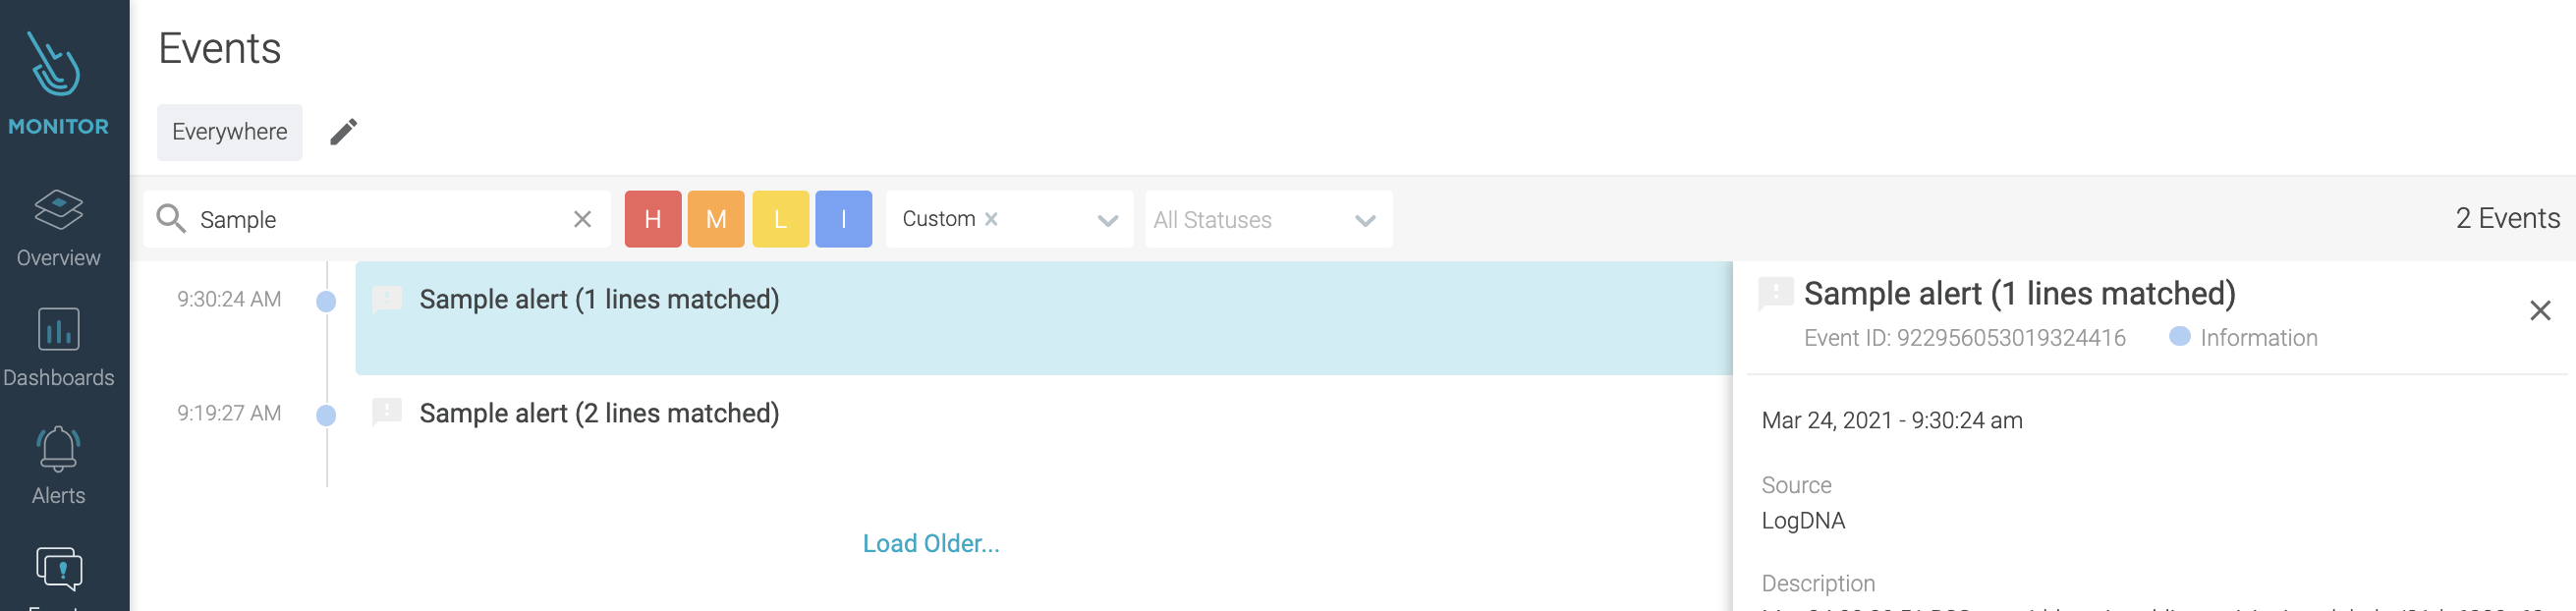 MONITOR
Overview
Dashboards
Alerts
Events
Everywhere
Sample
H M L I
Custom
All Statuses
2 Events
9:30:24 AM
Sample alert (1 lines matched)
9:19:27 AM
Sample alert (2 lines matched)
Load Older...
Sample alert (1 lines matched)
Event ID: 922956053019324416
Information
Mar 24, 2021 - 9:30:24 am
Source
LogDNA
Description